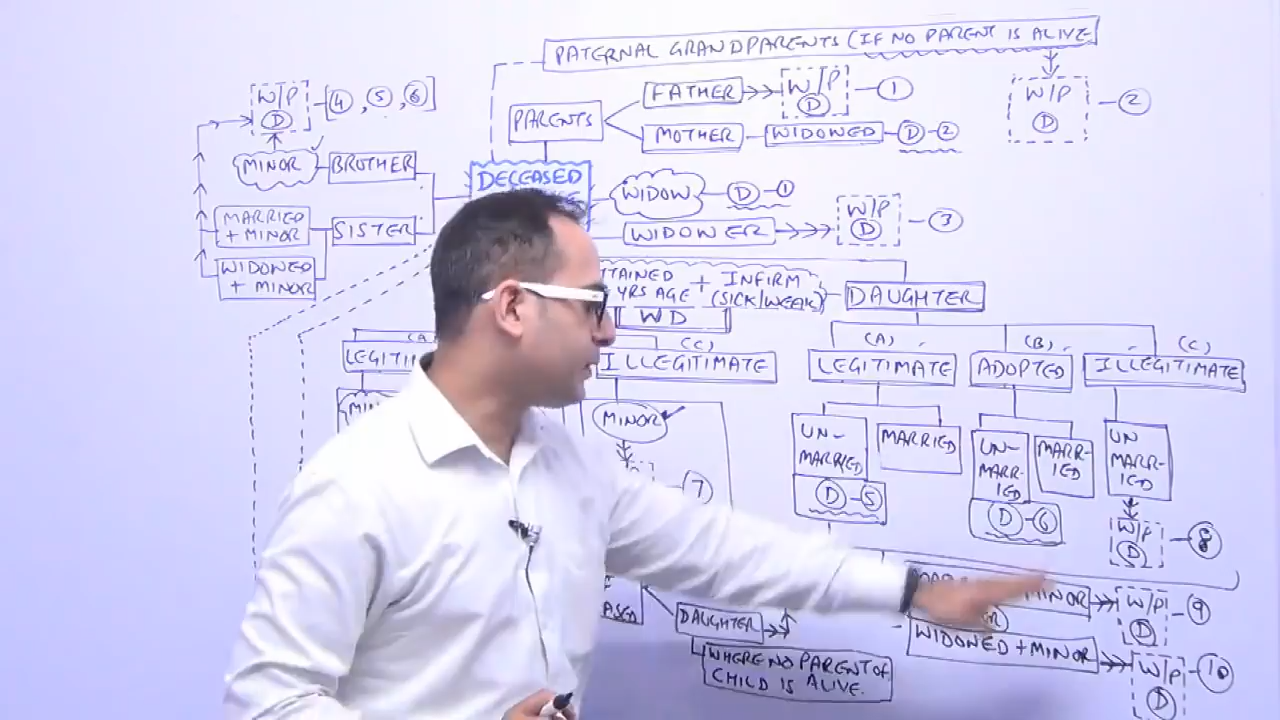 PATERNAL GRANDPARENTS (IF NO PARENT IS ALIVE
W/P
D
- [4, 5, 6]
FATHER
W/P
D
- 1
W/P
D
- 2
PARENTS
MOTHER
WIDOWED
D - 2
MINOR
BROTHER
DECEASED
WIDOW
D - 1
MARRIED
+ MINOR
SISTER
WIDOWER
W/P
D
- 3
WIDOWED
+ MINOR
YRS AGE
+ INFIRM
(SICK/WEEK)
WD
DAUGHTER
(A)
(B)
(C)
(C)
ILLEGITIMATE
LEGITIMATE
ADOPTED
ILLEGITIMATE
MINOR
7
UN-
MARRIED
D - 5
MARRIED
UN-
MARR-
IED
D - 6
MARR-
IED
UN
MARR-
IED
W/P
D
- 8
MINOR
W/P
D
- 9
DAUGHTER
WIDOWED + MINOR
W/P
D
- 10
WHERE NO PARENT OF
CHILD IS ALIVE.